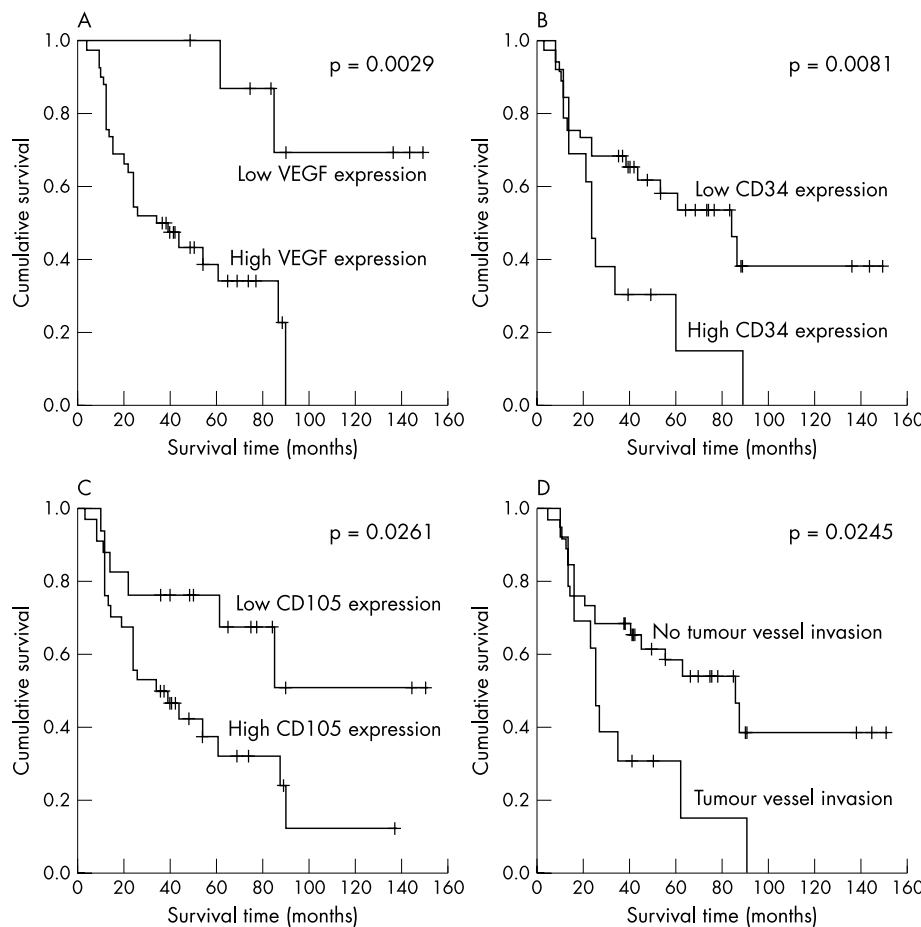 A
1.0
0.8
0.6
0.4
0.2
0.0
0 20 40 60 80 100 120 140 160
Cumulative survival
Survival time (months)
p = 0.0029
Low VEGF expression
High VEGF expression
B
1.0
0.8
0.6
0.4
0.2
0.0
0 20 40 60 80 100 120 140 160
Cumulative survival
Survival time (months)
p = 0.0081
Low CD34 expression
High CD34 expression
C
1.0
0.8
0.6
0.4
0.2
0.0
0 20 40 60 80 100 120 140 160
Cumulative survival
Survival time (months)
p = 0.0261
Low CD105 expression
High CD105 expression
D
1.0
0.8
0.6
0.4
0.2
0.0
0 20 40 60 80 100 120 140 160
Cumulative survival
Survival time (months)
p = 0.0245
No tumour vessel invasion
Tumour vessel invasion